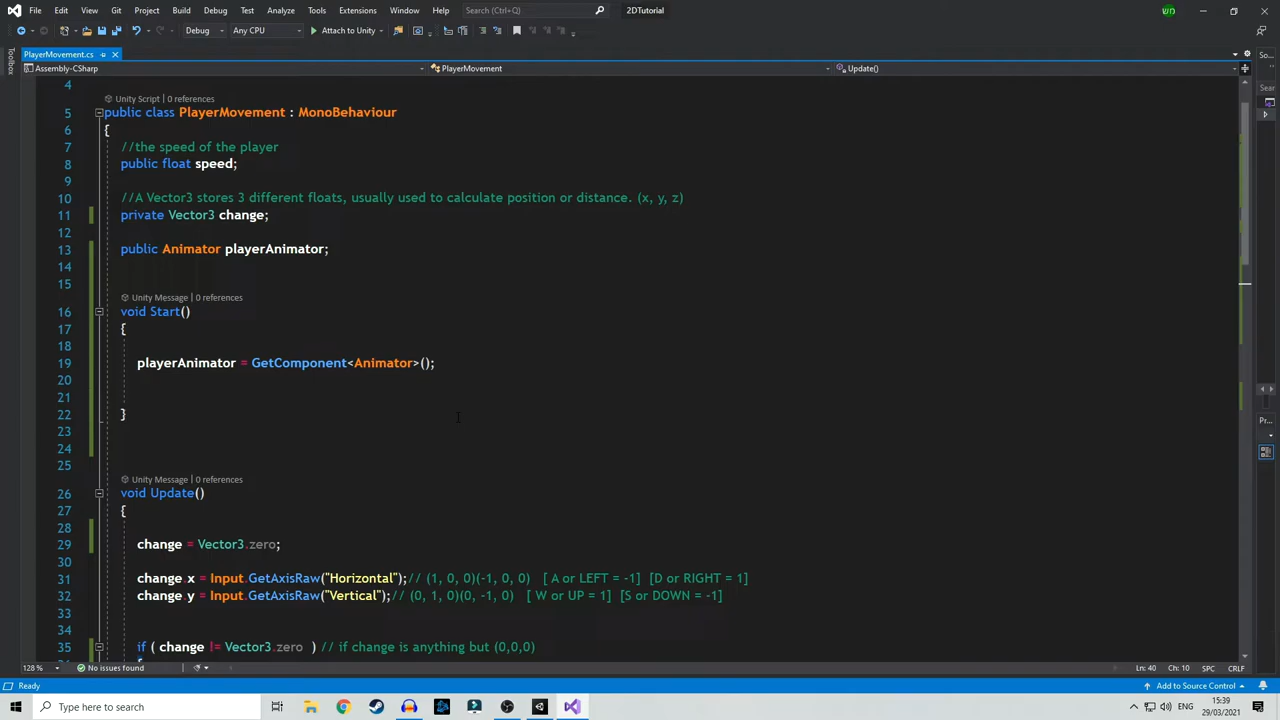 File Edit View Git Project Build Debug Test Analyze Tools Extensions Window Help Search (Ctrl+Q) 2DTutorial
Debug Any CPU Attach to Unity
PlayerMovement.cs
Assembly-CSharp PlayerMovement Update()
Toolbox
4
Unity Script | 0 references
5 public class PlayerMovement : MonoBehaviour
6 {
7 //the speed of the player
8 public float speed;
9
10 //A Vector3 stores 3 different floats, usually used to calculate position or distance. (x, y, z)
11 private Vector3 change;
12
13 public Animator playerAnimator;
14
15
Unity Message | 0 references
16 void Start()
17 {
18
19 playerAnimator = GetComponent<Animator>();
20
21
22 }
23
24
25
Unity Message | 0 references
26 void Update()
27 {
28
29 change = Vector3.zero;
30
31 change.x = Input.GetAxisRaw("Horizontal");// (1, 0, 0)(-1, 0, 0) [ A or LEFT = -1] [D or RIGHT = 1]
32 change.y = Input.GetAxisRaw("Vertical");// (0, 1, 0)(0, -1, 0) [ W or UP = 1] [S or DOWN = -1]
33
34
35 if ( change != Vector3.zero ) // if change is anything but (0,0,0)
So...
Sear
Pr...
128 % No issues found Ln: 40 Ch: 10 SPC CRLF
Ready Add to Source Control
Type here to search ENG 15:39
29/03/2021